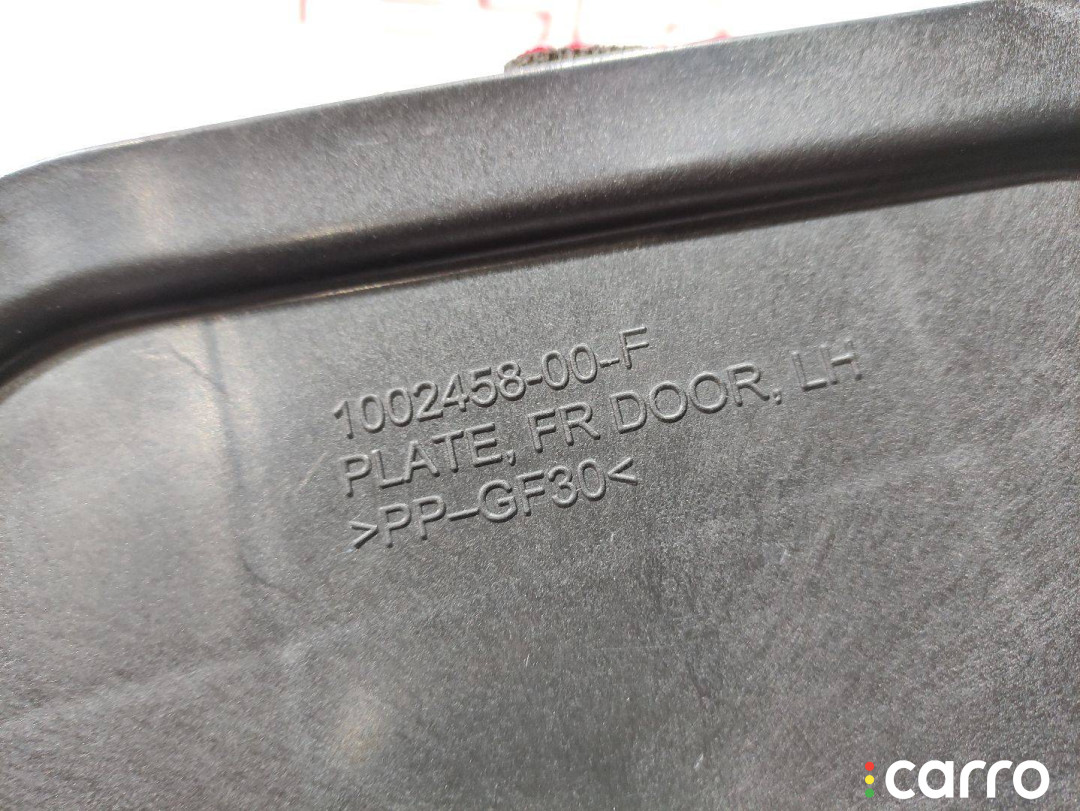 1002458-00-F
PLATE, FR DOOR, LH
>PP-GF30<
carro